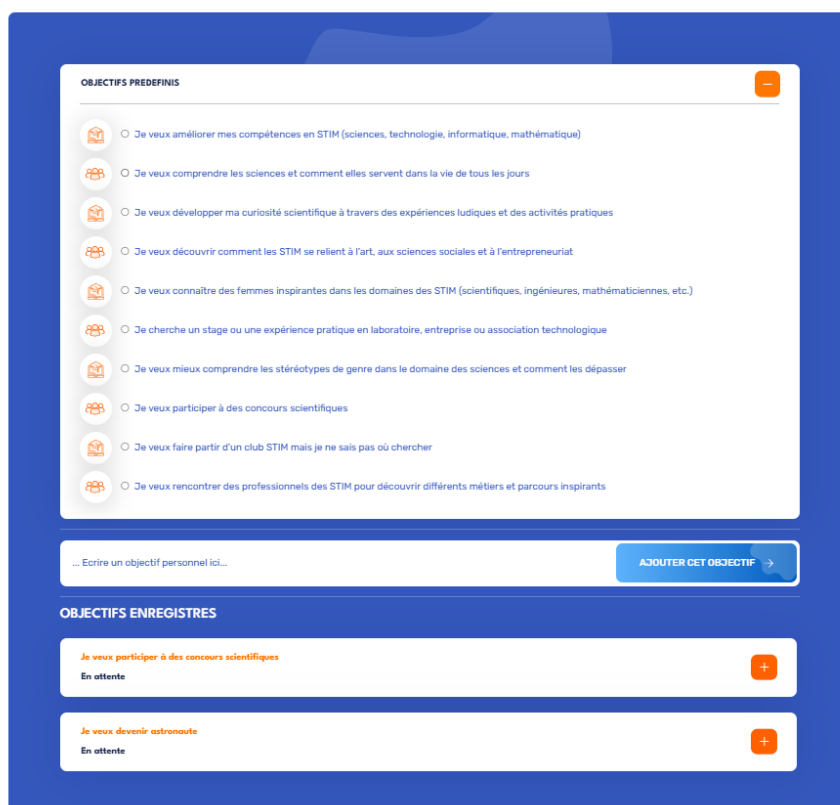 OBJECTIFS PREDEFINIS
Je veux améliorer mes compétences en STIM (sciences, technologie, informatique, mathématique)
Je veux comprendre les sciences et comment elles servent dans la vie de tous les jours
Je veux développer ma curiosité scientifique à travers des expériences ludiques et des activités pratiques
Je veux découvrir comment les STIM se relient à l'art, aux sciences sociales et à l'entrepreneuriat
Je veux connaître des femmes inspirantes dans les domaines des STIM (scientifiques, ingénieures, mathématiciennes, etc.)
Je cherche un stage ou une expérience pratique en laboratoire, entreprise ou association technologique
Je veux mieux comprendre les stéréotypes de genre dans le domaine des sciences et comment les dépasser
Je veux participer à des concours scientifiques
Je veux faire partir d'un club STIM mais je ne sais pas où chercher
Je veux rencontrer des professionnels des STIM pour découvrir différents métiers et parcours inspirants
... Ecrire un objectif personnel ici...
AJOUTER CET OBJECTIF
OBJECTIFS ENREGISTRES
Je veux participer à des concours scientifiques
En attente
Je veux devenir astronaute
En attente